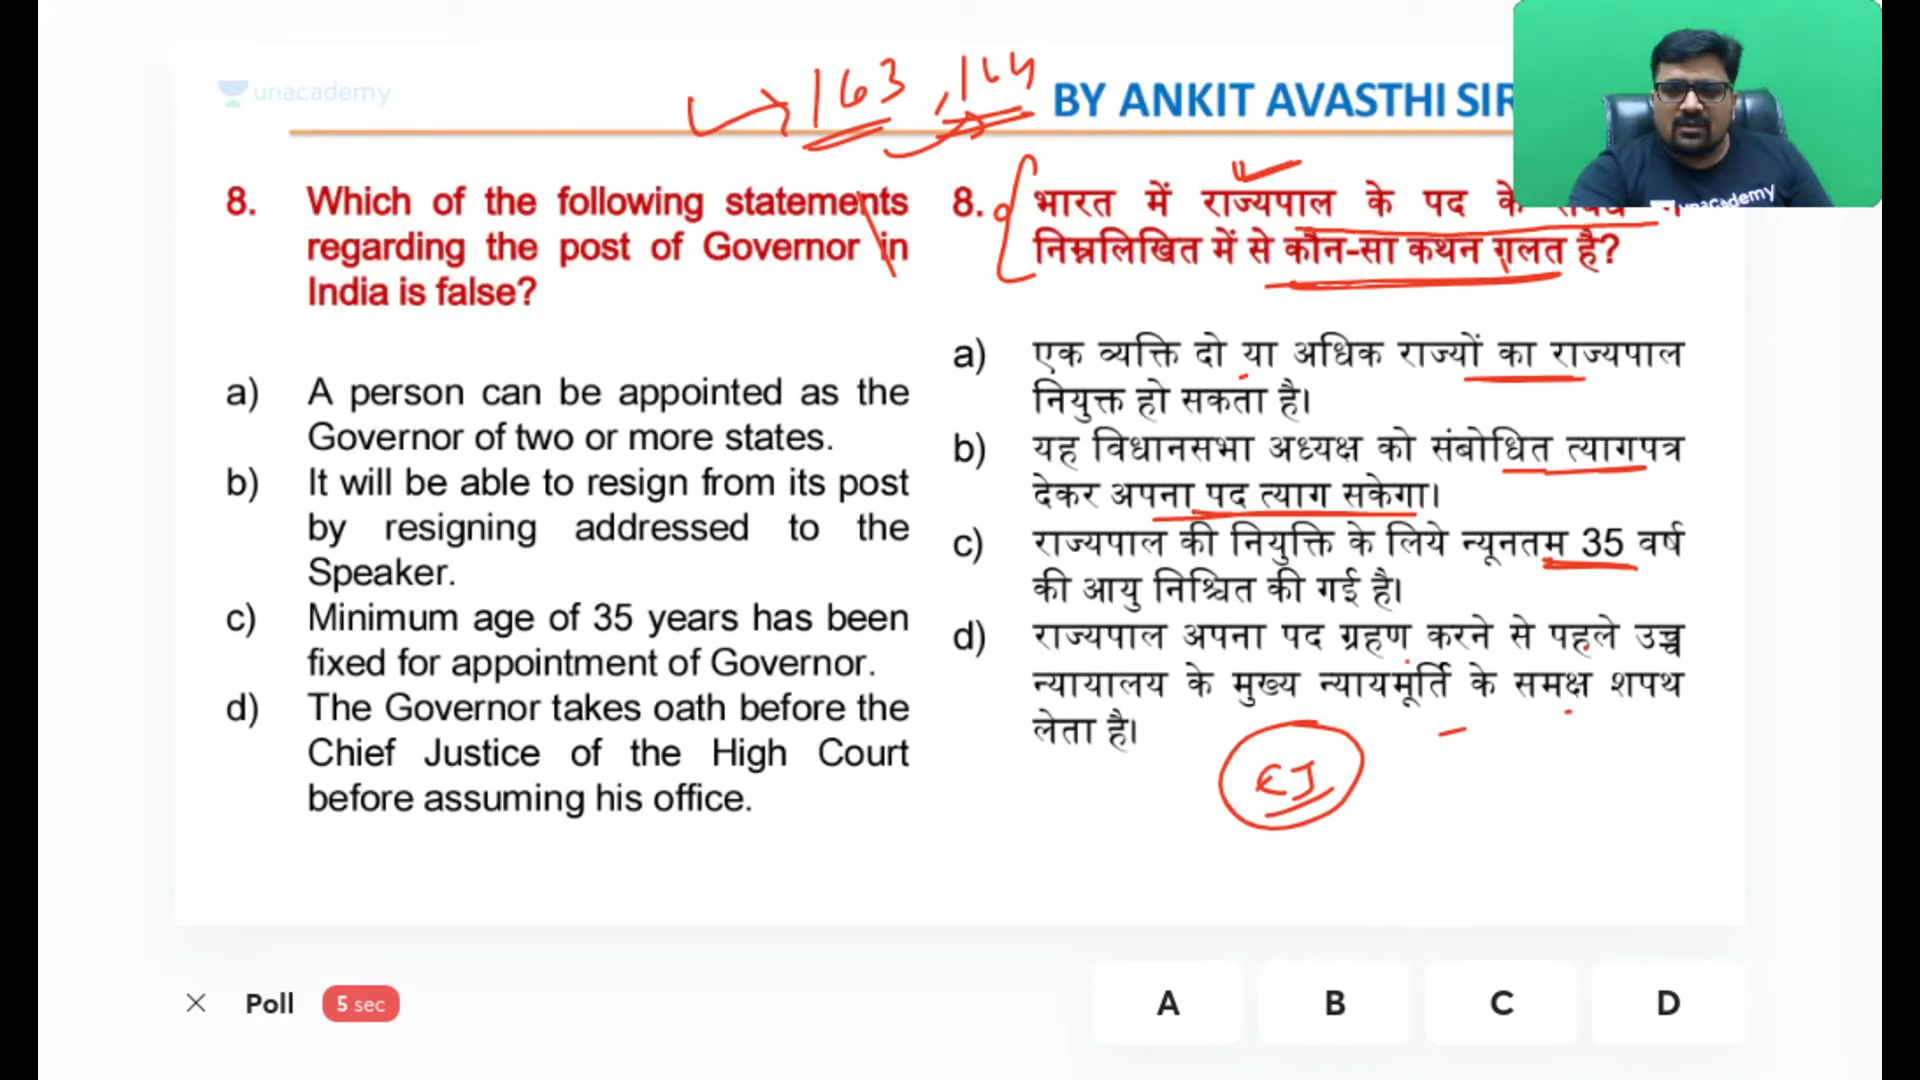 unacademy
163, 164
BY ANKIT AVASTHI SIR
unacademy
8. Which of the following statements
regarding the post of Governor in
India is false?
a) A person can be appointed as the
Governor of two or more states.
b) It will be able to resign from its post
by resigning addressed to the
Speaker.
c) Minimum age of 35 years has been
fixed for appointment of Governor.
d) The Governor takes oath before the
Chief Justice of the High Court
before assuming his office.
8. भारत में राज्यपाल के पद के
निम्नलिखित में से कौन-सा कथन ग़लत है?
a) एक व्यक्ति दो या अधिक राज्यों का राज्यपाल
नियुक्त हो सकता है।
b) यह विधानसभा अध्यक्ष को संबोधित त्यागपत्र
देकर अपना पद त्याग सकेगा।
c) राज्यपाल की नियुक्ति के लिये न्यूनतम 35 वर्ष
की आयु निश्चित की गई है।
d) राज्यपाल अपना पद ग्रहण करने से पहले उच्च
न्यायालय के मुख्य न्यायमूर्ति के समक्ष शपथ
लेता है।
CJ
Poll 5 sec
A B C D